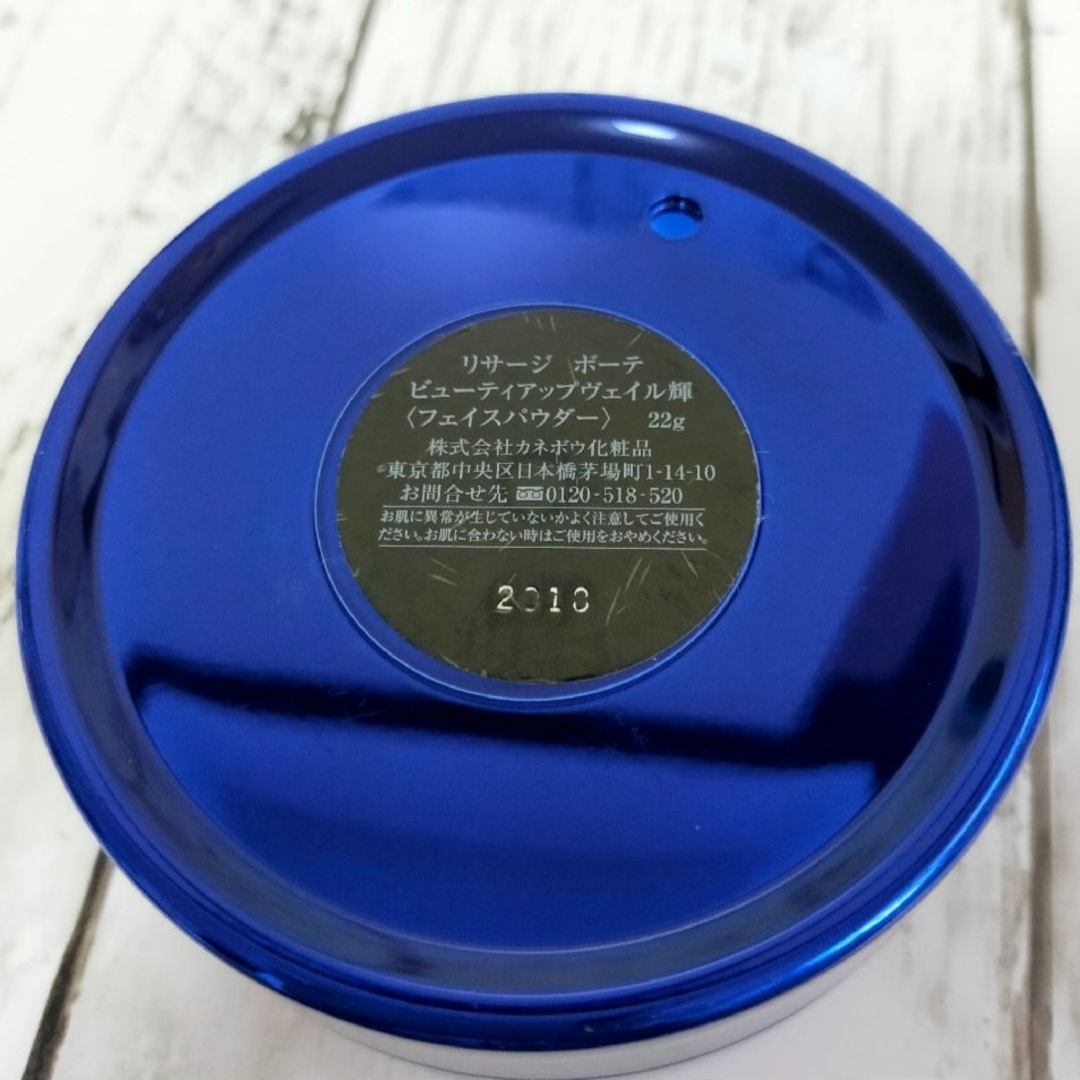 リサージ ボーテ
ビューティアップヴェイル輝
〈フェイスパウダー〉 22g
株式会社カネボウ化粧品
東京都中央区日本橋茅場町1-14-10
お問合せ先 0120-518-520
お肌に異常が生じていないかよく注意してご使用く
ださい。お肌に合わない時はご使用をおやめください。
2010